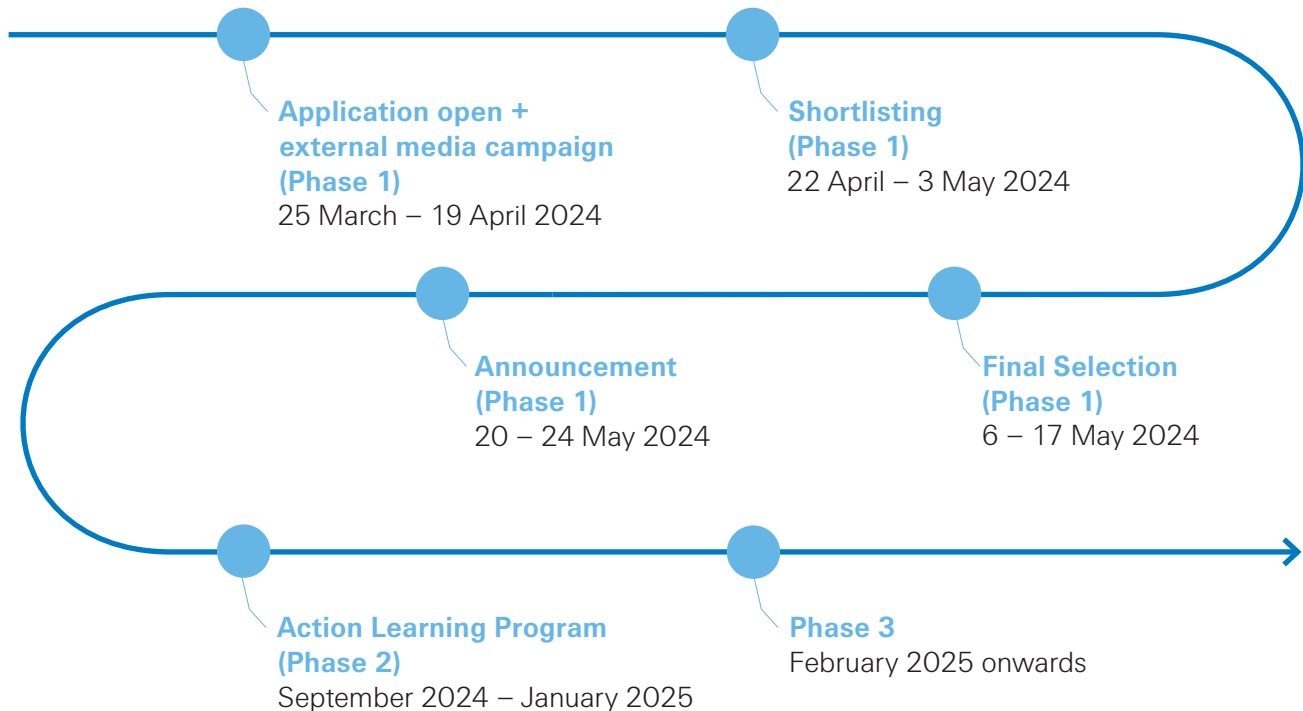 Application open +
external media campaign
(Phase 1)
25 March – 19 April 2024
Shortlisting
(Phase 1)
22 April – 3 May 2024
Final Selection
(Phase 1)
6 – 17 May 2024
Announcement
(Phase 1)
20 – 24 May 2024
Action Learning Program
(Phase 2)
September 2024 – January 2025
Phase 3
February 2025 onwards